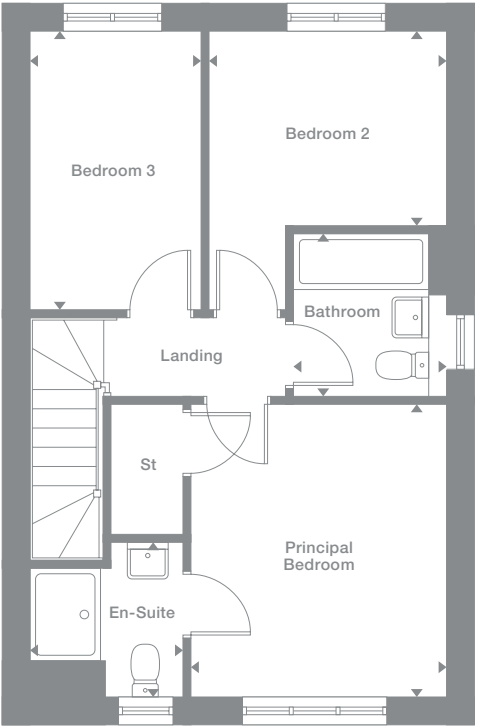 Bedroom 2
Bedroom 3
Bathroom
Landing
St
Principal
Bedroom
En-Suite